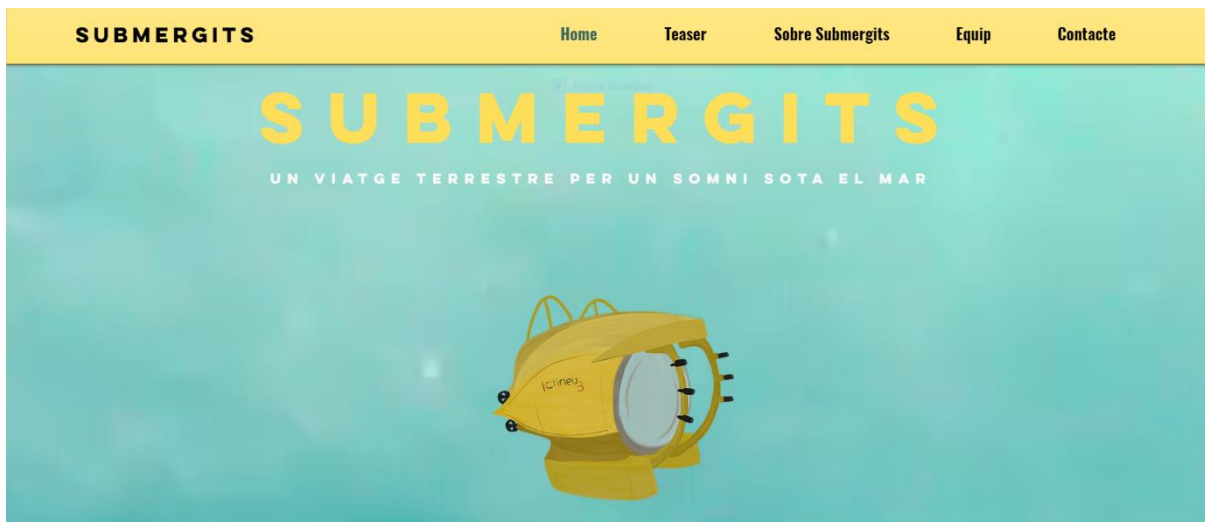 SUBMERGITS Home Teaser Sobre Submergits Equip Contacte
SUBMERGITS
UN VIATGE TERRESTRE PER UN SOMNI SOTA EL MAR
Ictineu 3